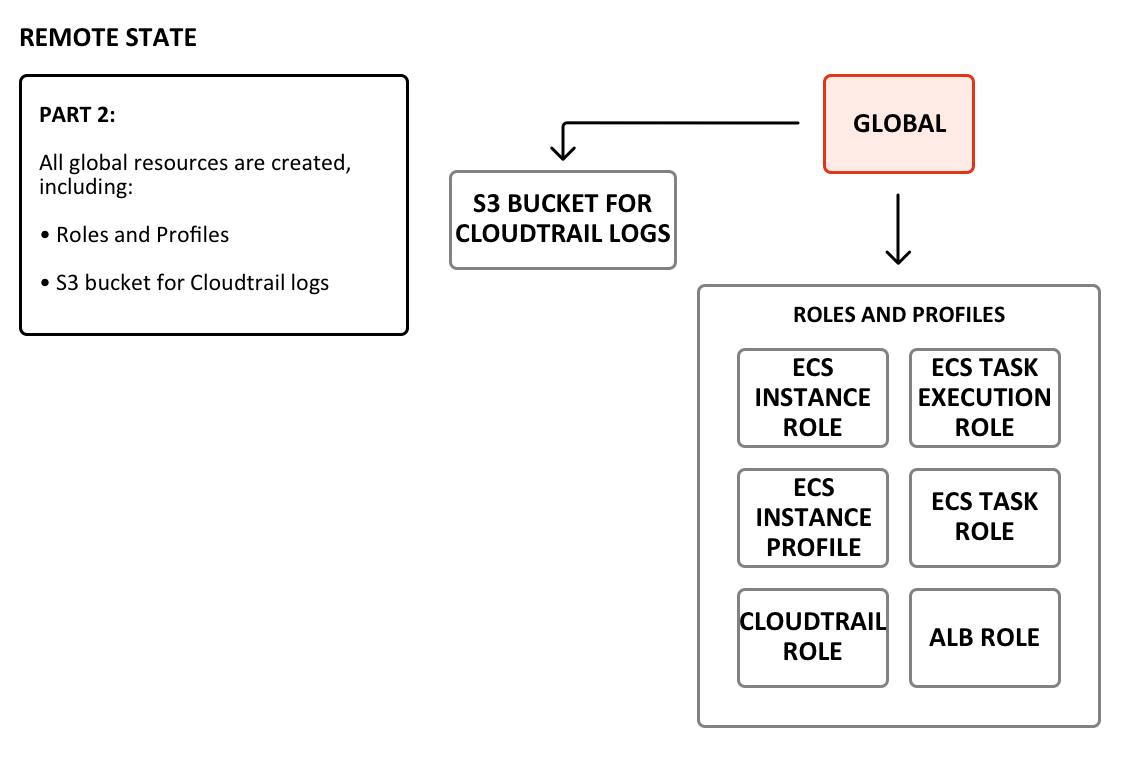 REMOTE STATE
PART 2:
All global resources are created,
including:
• Roles and Profiles
• S3 bucket for Cloudtrail logs
GLOBAL
S3 BUCKET FOR
CLOUDTRAIL LOGS
ROLES AND PROFILES
ECS
INSTANCE
ROLE
ECS TASK
EXECUTION
ROLE
ECS
INSTANCE
PROFILE
ECS TASK
ROLE
CLOUDTRAIL
ROLE
ALB ROLE